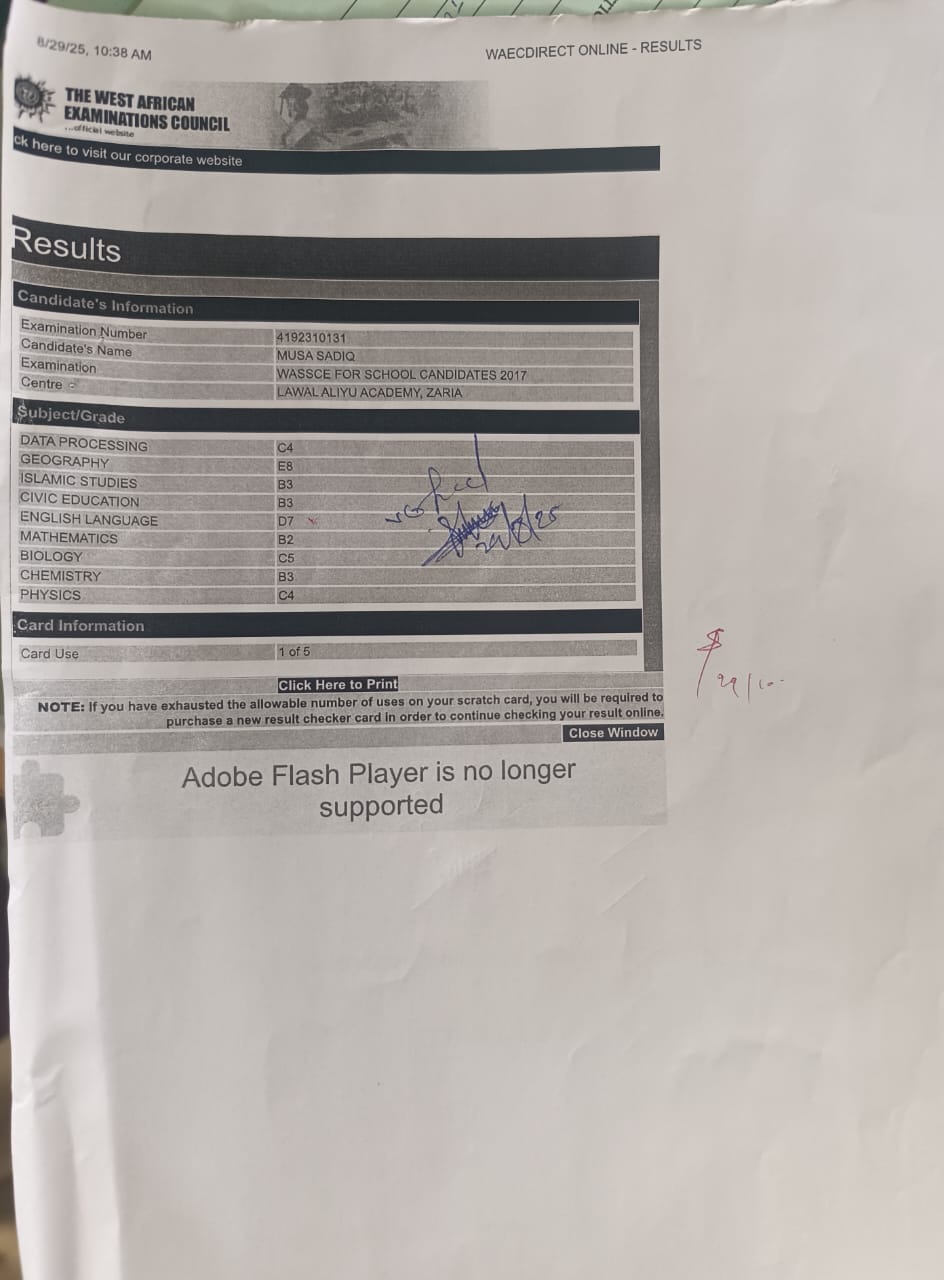 8/29/25, 10:38 AM
WAECDIRECT ONLINE - RESULTS
THE WEST AFRICAN
EXAMINATIONS COUNCIL
...official website
ck here to visit our corporate website
Results
Candidate's Information
Examination Number 4192310131
Candidate's Name MUSA SADIQ
Examination WASSCE FOR SCHOOL CANDIDATES 2017
Centre LAWAL ALIYU ACADEMY, ZARIA
Subject/Grade
DATA PROCESSING C4
GEOGRAPHY E8
ISLAMIC STUDIES B3
CIVIC EDUCATION B3
ENGLISH LANGUAGE D7
MATHEMATICS B2
BIOLOGY C5
CHEMISTRY B3
PHYSICS C4
29/8/25
Card Information
Card Use 1 of 5
Click Here to Print
NOTE: If you have exhausted the allowable number of uses on your scratch card, you will be required to
purchase a new result checker card in order to continue checking your result online.
Close Window
29/10
Adobe Flash Player is no longer
supported